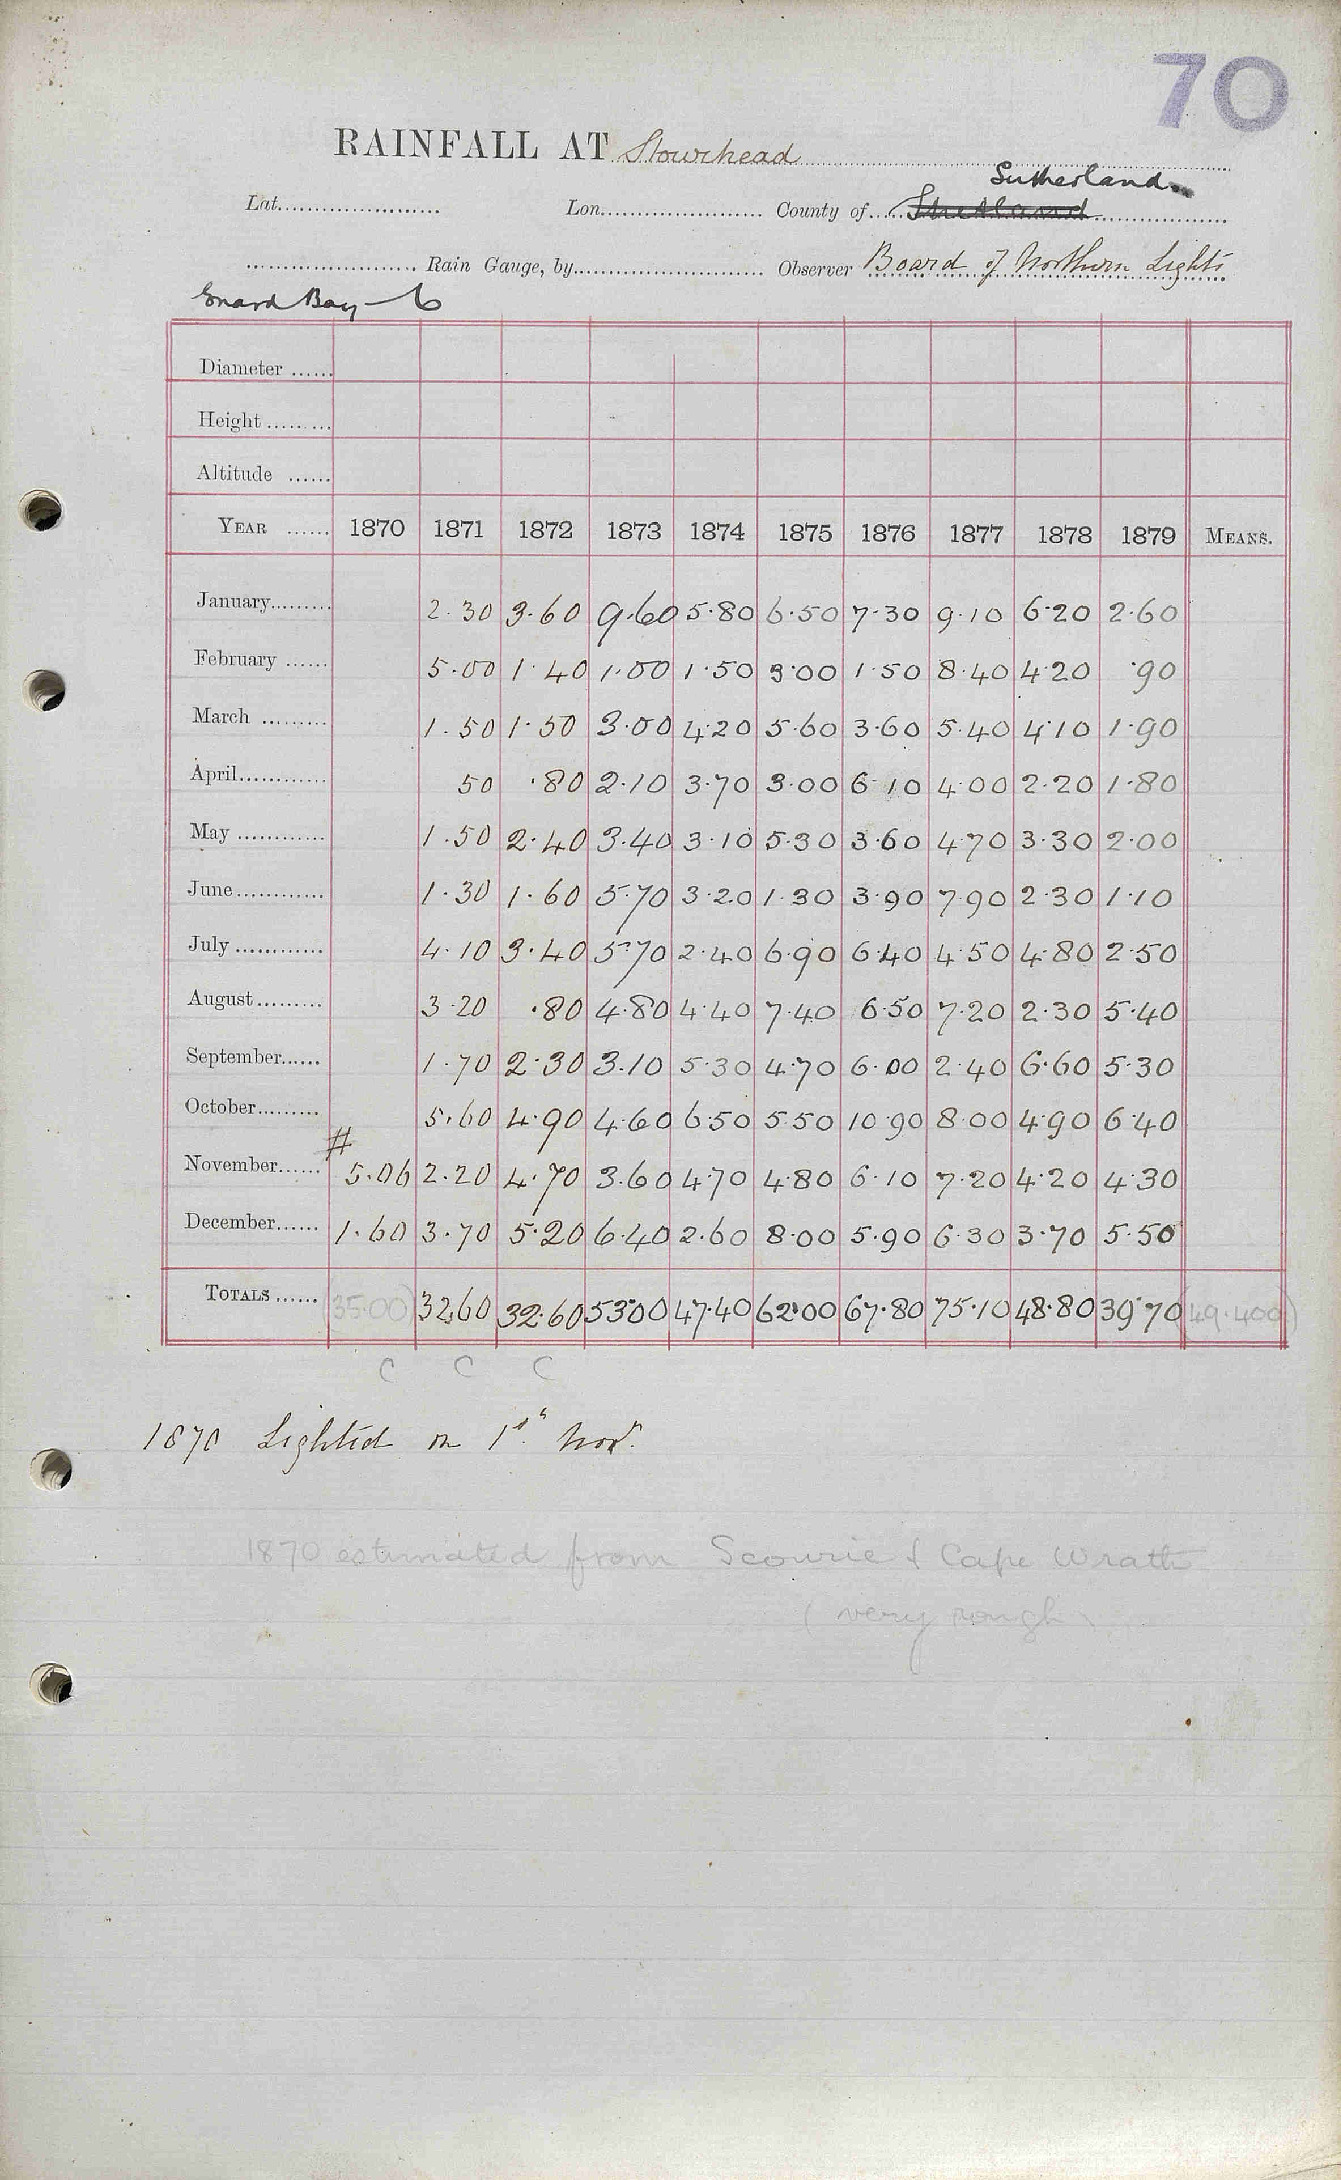 70
RAINFALL AT Stourhead
Sutherland
Lat. Lon. County of Shetland
Rain Gauge, by Observer Board of Northern Lights
Enard Bay
Diameter
Height
Altitude
YEAR 1870 1871 1872 1873 1874 1875 1876 1877 1878 1879 MEANS.
January 2.30 3.60 9.60 5.80 6.50 7.30 9.10 6.20 2.60
February 5.00 1.40 1.00 1.50 3.00 1.50 8.40 4.20 .90
March 1.50 1.50 3.00 4.20 5.60 3.60 5.40 4.10 1.90
April 50 .80 2.10 3.70 3.00 6.10 4.00 2.20 1.80
May 1.50 2.40 3.40 3.10 5.30 3.60 4.70 3.30 2.00
June 1.30 1.60 5.70 3.20 1.30 3.90 7.90 2.30 1.10
July 4.10 3.40 5.70 2.40 6.90 6.40 4.50 4.80 2.50
August 3.20 .80 4.80 4.40 7.40 6.50 7.20 2.30 5.40
September 1.70 2.30 3.10 5.30 4.70 6.00 2.40 6.60 5.30
October 5.60 4.90 4.60 6.50 5.50 10.90 8.00 4.90 6.40
#
November 5.06 2.20 4.70 3.60 4.70 4.80 6.10 7.20 4.20 4.30
December 1.60 3.70 5.20 6.40 2.60 8.00 5.90 6.30 3.70 5.50
TOTALS (35.00) 32.60 32.60 53.00 47.40 62.00 67.80 75.10 48.80 39.70 (49.400)
C C C
1870 Lighted on 1st Novr.
1870 estimated from Scourie & Cape Wrath
(very rough)